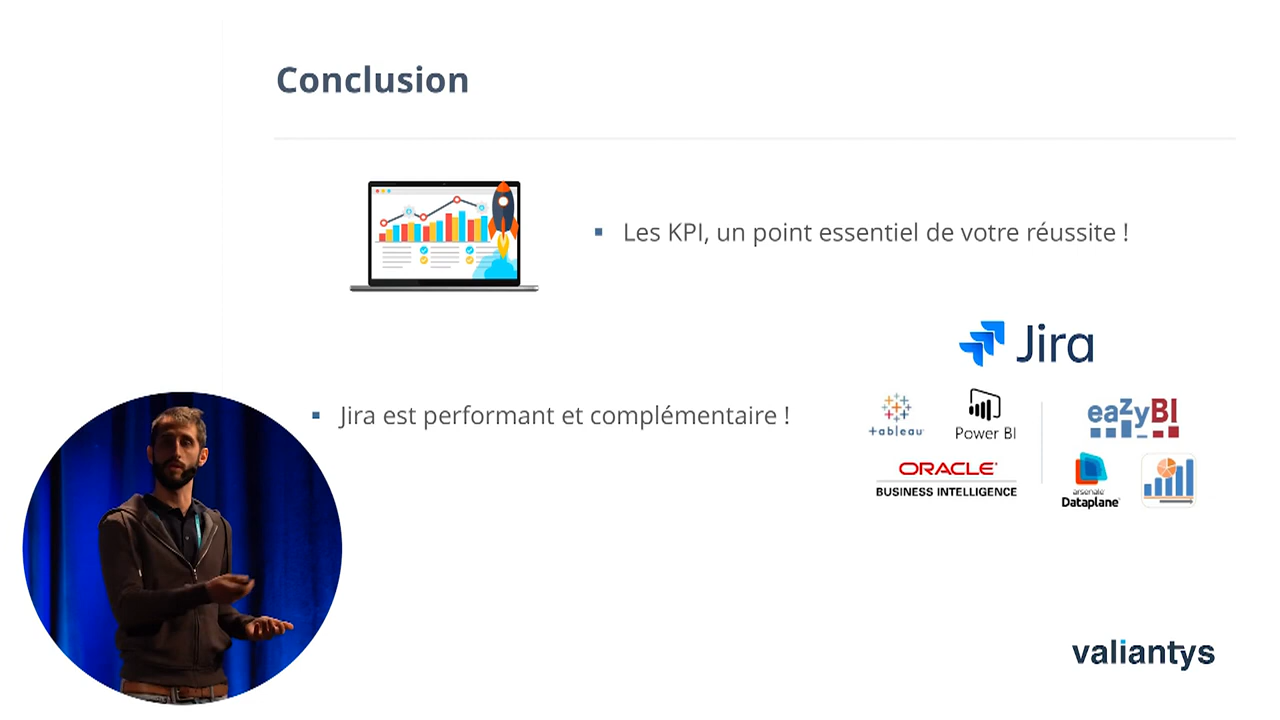 Conclusion
Les KPI, un point essentiel de votre réussite !
Jira
Jira est performant et complémentaire !
+ableau
Power BI
eazyBI
ORACLE
BUSINESS INTELLIGENCE
arsenale
Dataplane
valiantys